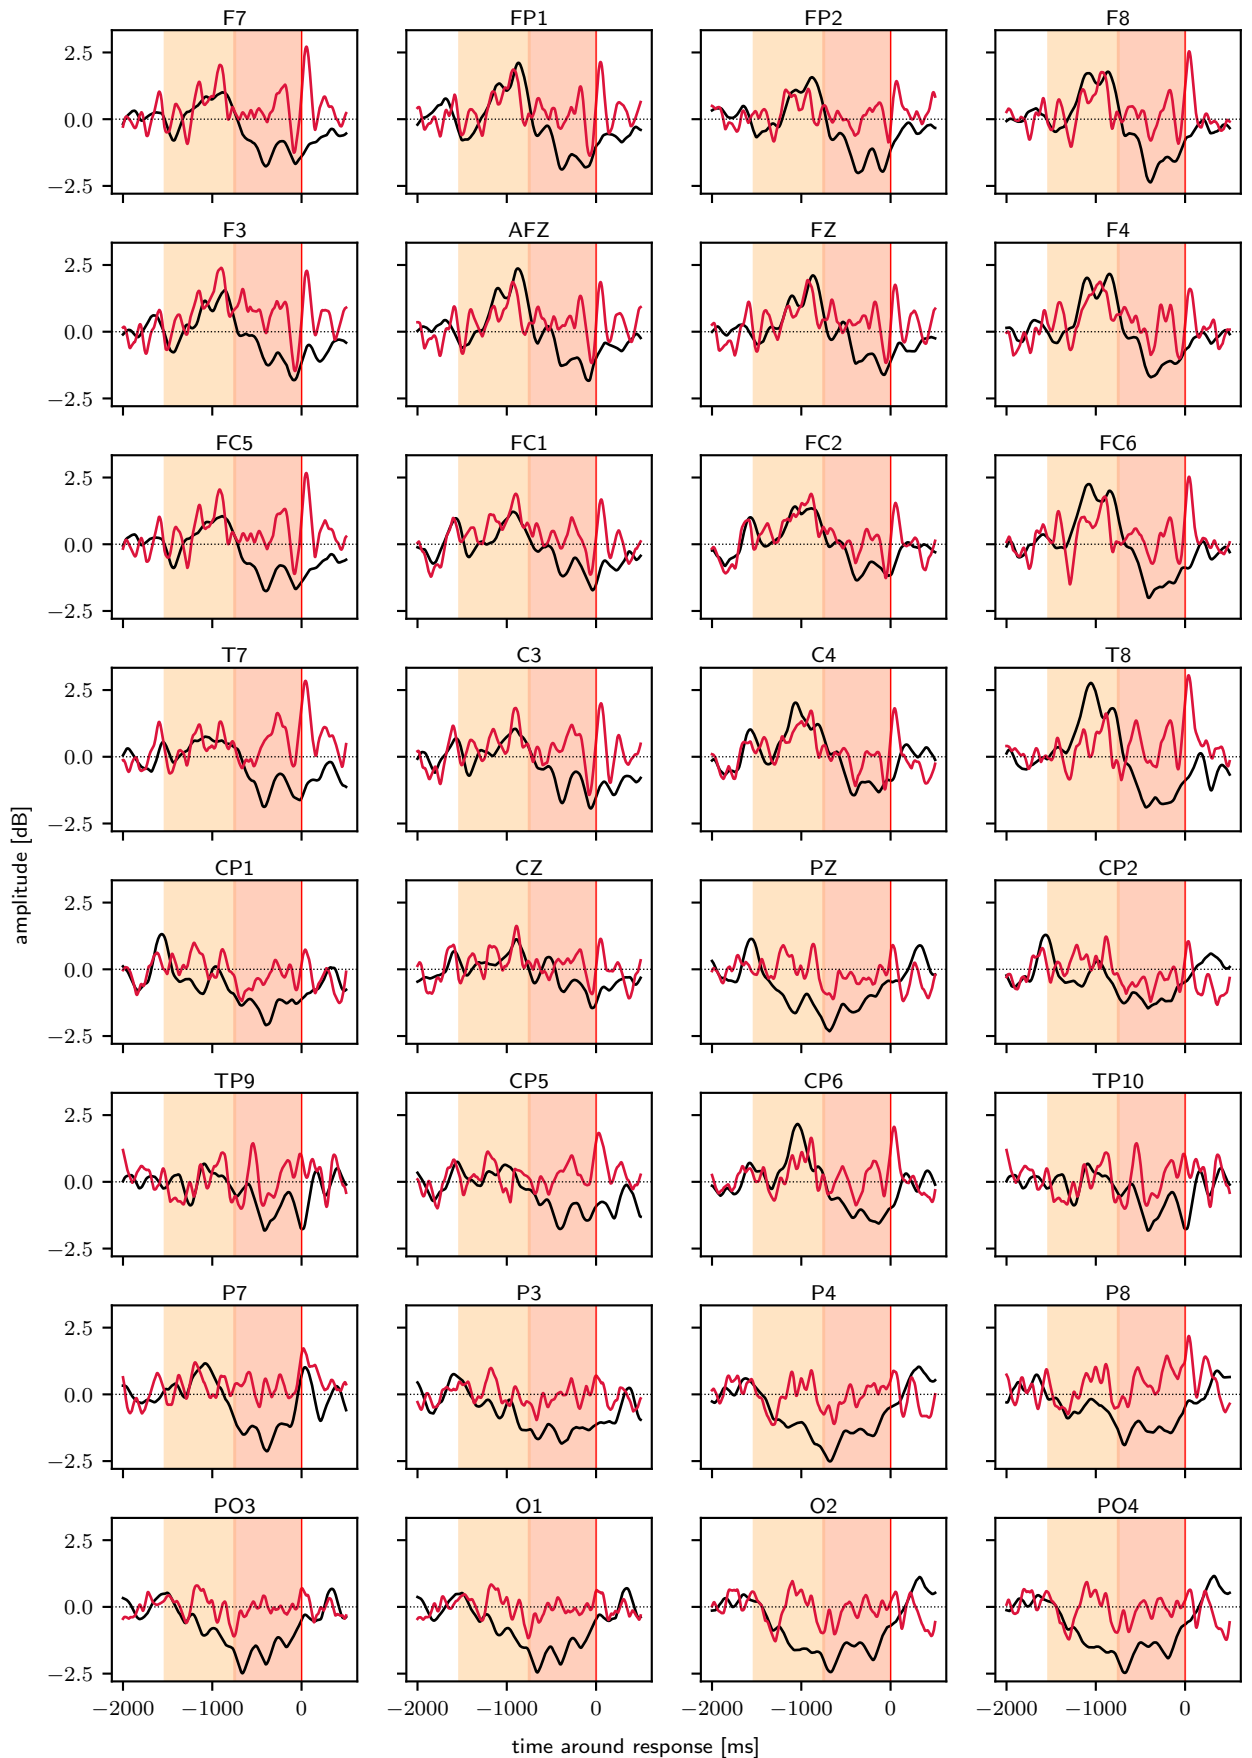 F7 FP1 FP2 F8
2.5
0.0
−2.5
F3 AFZ FZ F4
2.5
0.0
−2.5
FC5 FC1 FC2 FC6
2.5
0.0
−2.5
T7 C3 C4 T8
2.5
0.0
−2.5
amplitude [dB]
CP1 CZ PZ CP2
2.5
0.0
−2.5
TP9 CP5 CP6 TP10
2.5
0.0
−2.5
P7 P3 P4 P8
2.5
0.0
−2.5
PO3 O1 O2 PO4
2.5
0.0
−2.5
−2000 −1000 0 −2000 −1000 0 −2000 −1000 0 −2000 −1000 0
time around response [ms]